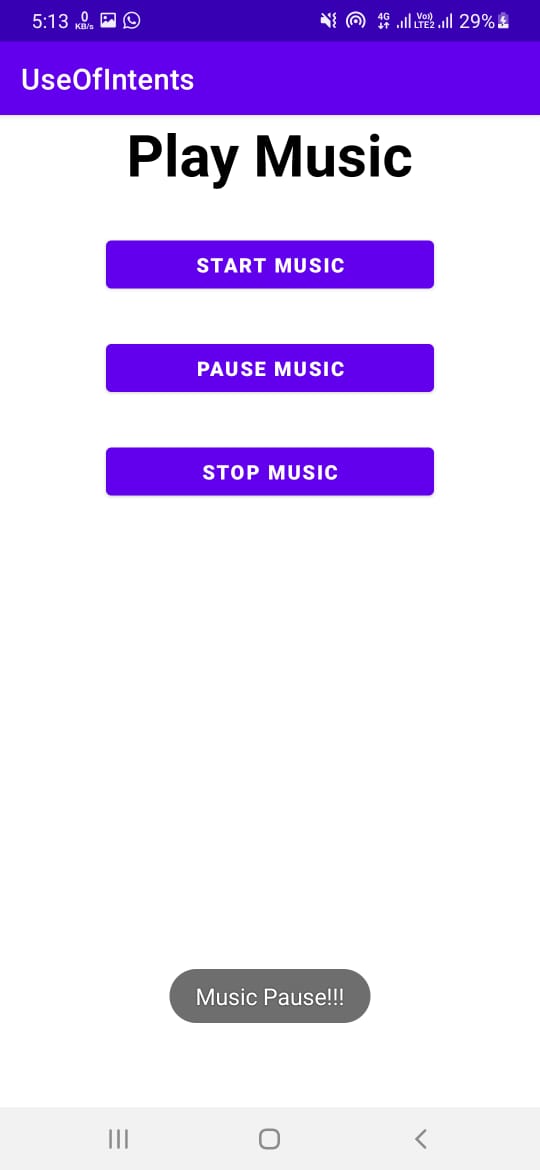 5:13 0 KB/s 4G Vo)) LTE2 29%
UseOfIntents
Play Music
START MUSIC
PAUSE MUSIC
STOP MUSIC
Music Pause!!!